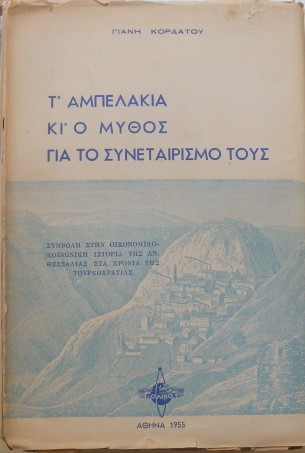 ΓΙΑΝΗ ΚΟΡΔΑΤΟΥ
Τ' ΑΜΠΕΛΑΚΙΑ
ΚΙ' Ο ΜΥΘΟΣ
ΓΙΑ ΤΟ ΣΥΝΕΤΑΙΡΙΣΜΟ ΤΟΥΣ
ΣΥΜΒΟΛΗ ΣΤΗΝ ΟΙΚΟΝΟΜΙΚΟ-
ΚΟΙΝΩΝΙΚΗ ΙΣΤΟΡΙΑ ΤΗΣ ΑΝ.
ΘΕΣΣΑΛΙΑΣ ΣΤΑ ΧΡΟΝΙΑ ΤΗΣ
ΤΟΥΡΚΟΚΡΑΤΙΑΣ
ΑΘΗΝΑ 1955